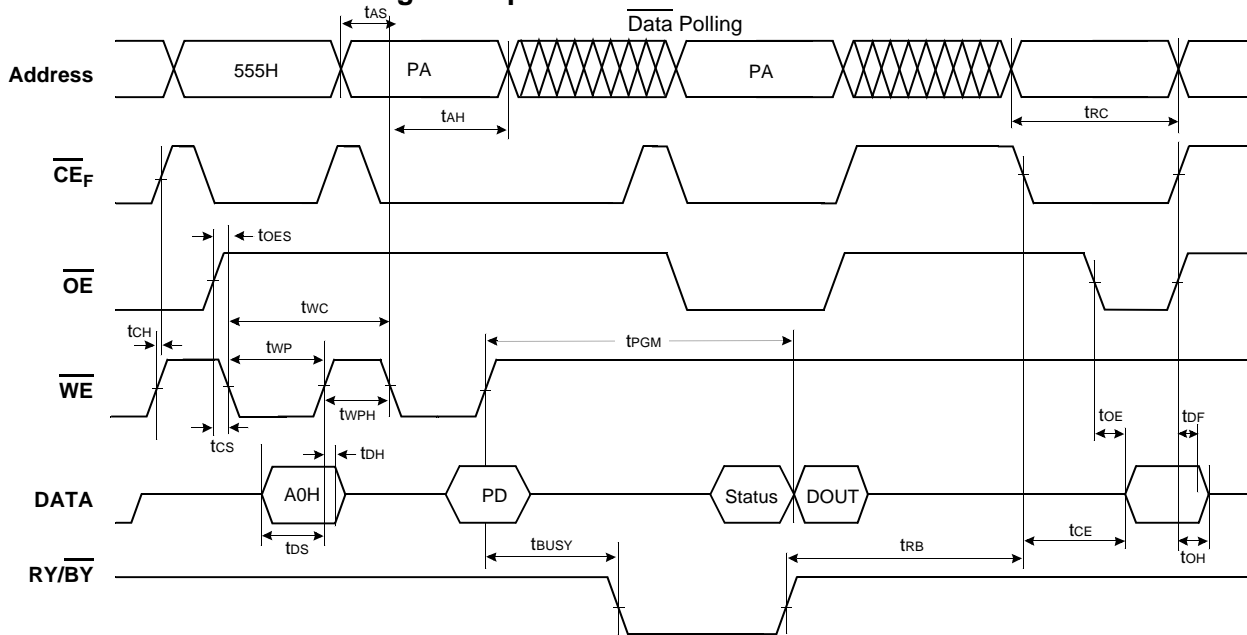 tAS
Data Polling
Address
555H
PA
PA
tAH
tRC
CEF
tOES
OE
tWC
tCH
tWP
tPGM
WE
tWPH
tOE
tDF
tCS
tDH
DATA
A0H
PD
Status
DOUT
tDS
tBUSY
tRB
tCE
tOH
RY/BY